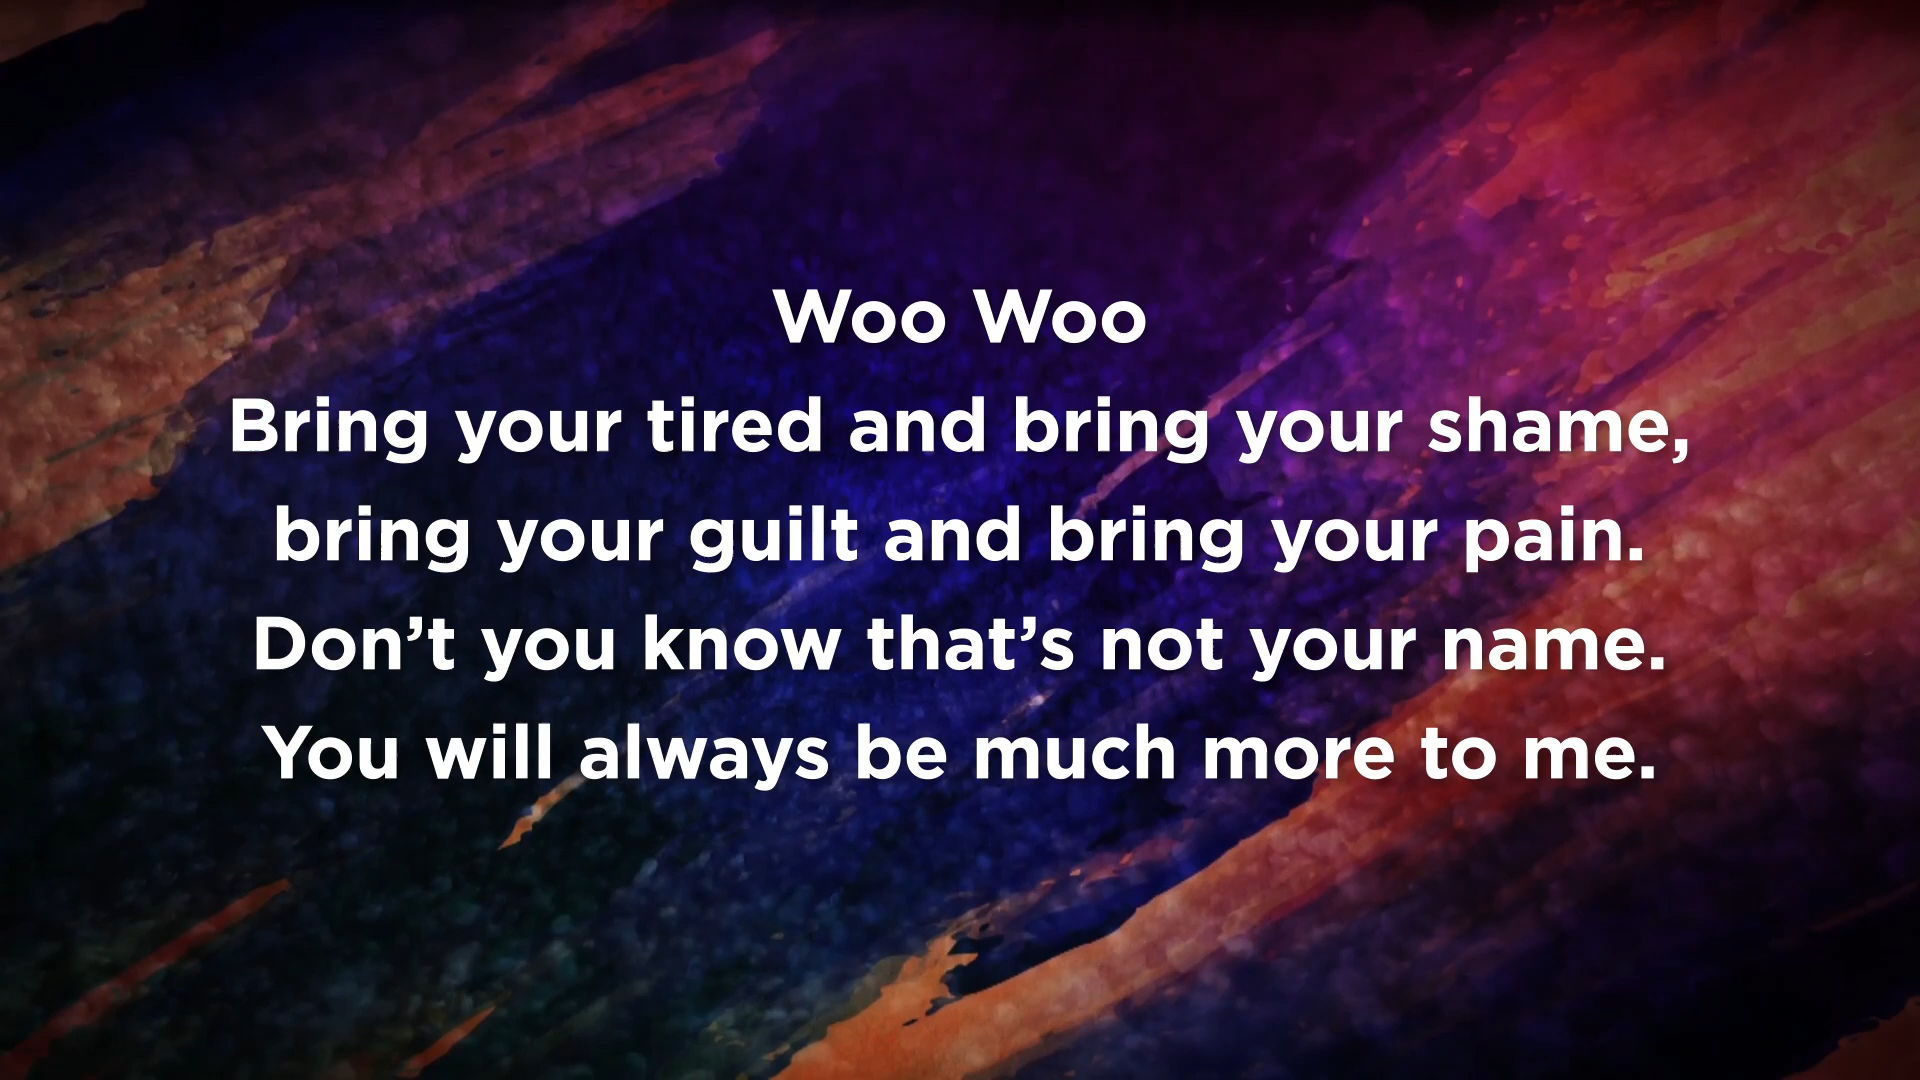 Woo Woo
Bring your tired and bring your shame,
bring your guilt and bring your pain.
Don’t you know that’s not your name.
You will always be much more to me.